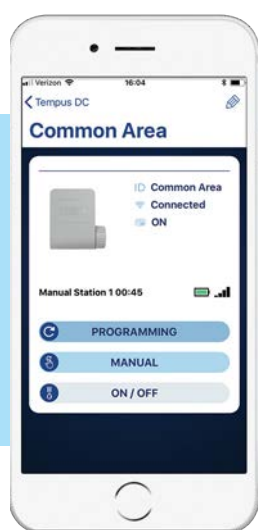 Verizon 16:04
Tempus DC
Common Area
ID Common Area
Connected
ON
Manual Station 1 00:45
PROGRAMMING
MANUAL
ON / OFF